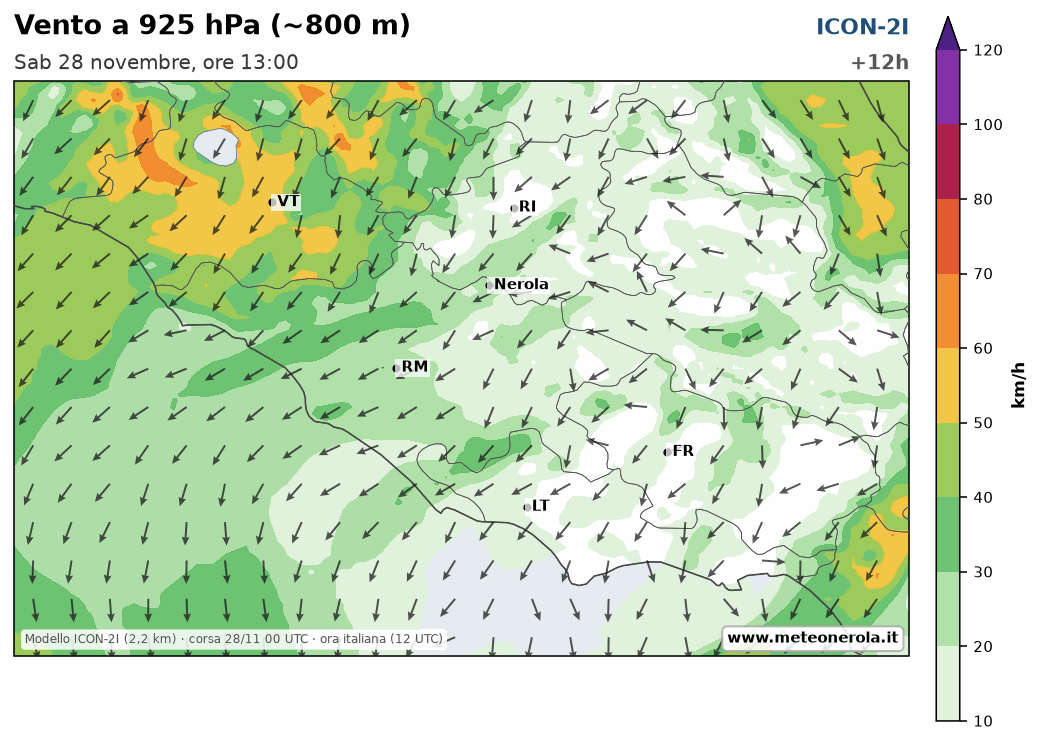 Vento a 925 hPa (~800 m)
ICON-2I
Sab 28 novembre, ore 13:00
+12h
VT
RI
Nerola
RM
FR
LT
Modello ICON-2I (2,2 km) · corsa 28/11 00 UTC · ora italiana (12 UTC)
www.meteonerola.it
120
100
80
70
60
50
40
30
20
10
km/h